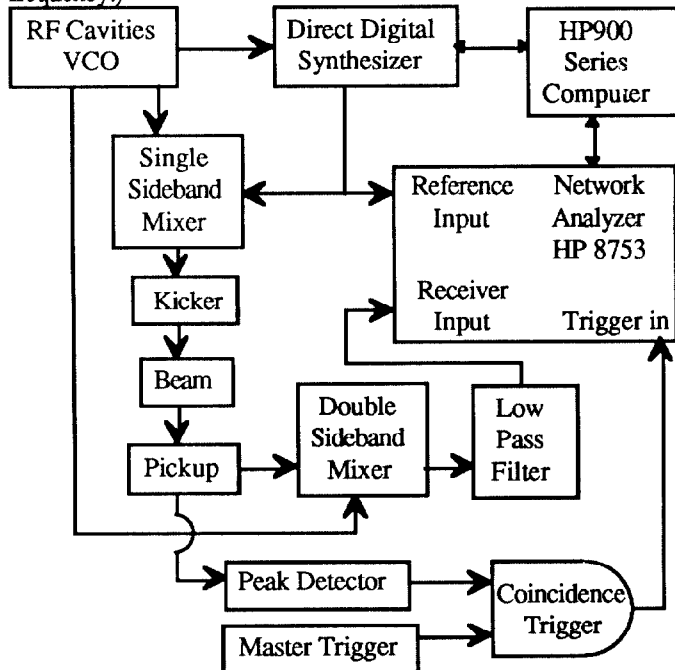 frequency.)
RF Cavities
VCO
Direct Digital
Synthesizer
HP900
Series
Computer
Single
Sideband
Mixer
Reference
Input
Network
Analyzer
HP 8753
Kicker
Receiver
Input
Trigger in
Beam
Double
Sideband
Mixer
Low
Pass
Filter
Pickup
Peak Detector
Coincidence
Trigger
Master Trigger